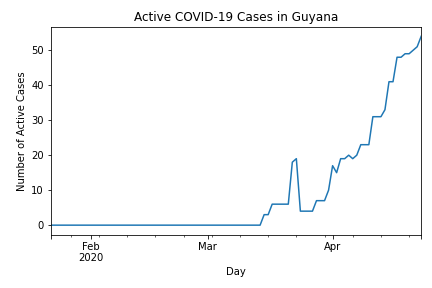 Active COVID-19 Cases in Guyana
Number of Active Cases
50
40
30
20
10
0
Feb
2020
Mar
Apr
Day